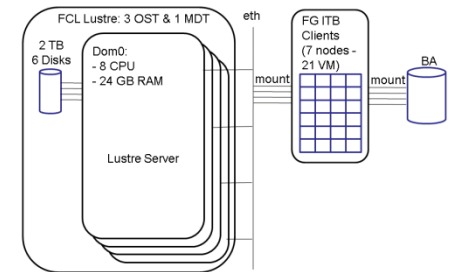 FCL Lustre: 3 OST & 1 MDT
eth
FG ITB
Clients
(7 nodes -
21 VM)
2 TB
6 Disks
Dom0:
- 8 CPU
- 24 GB RAM
mount
mount
BA
Lustre Server